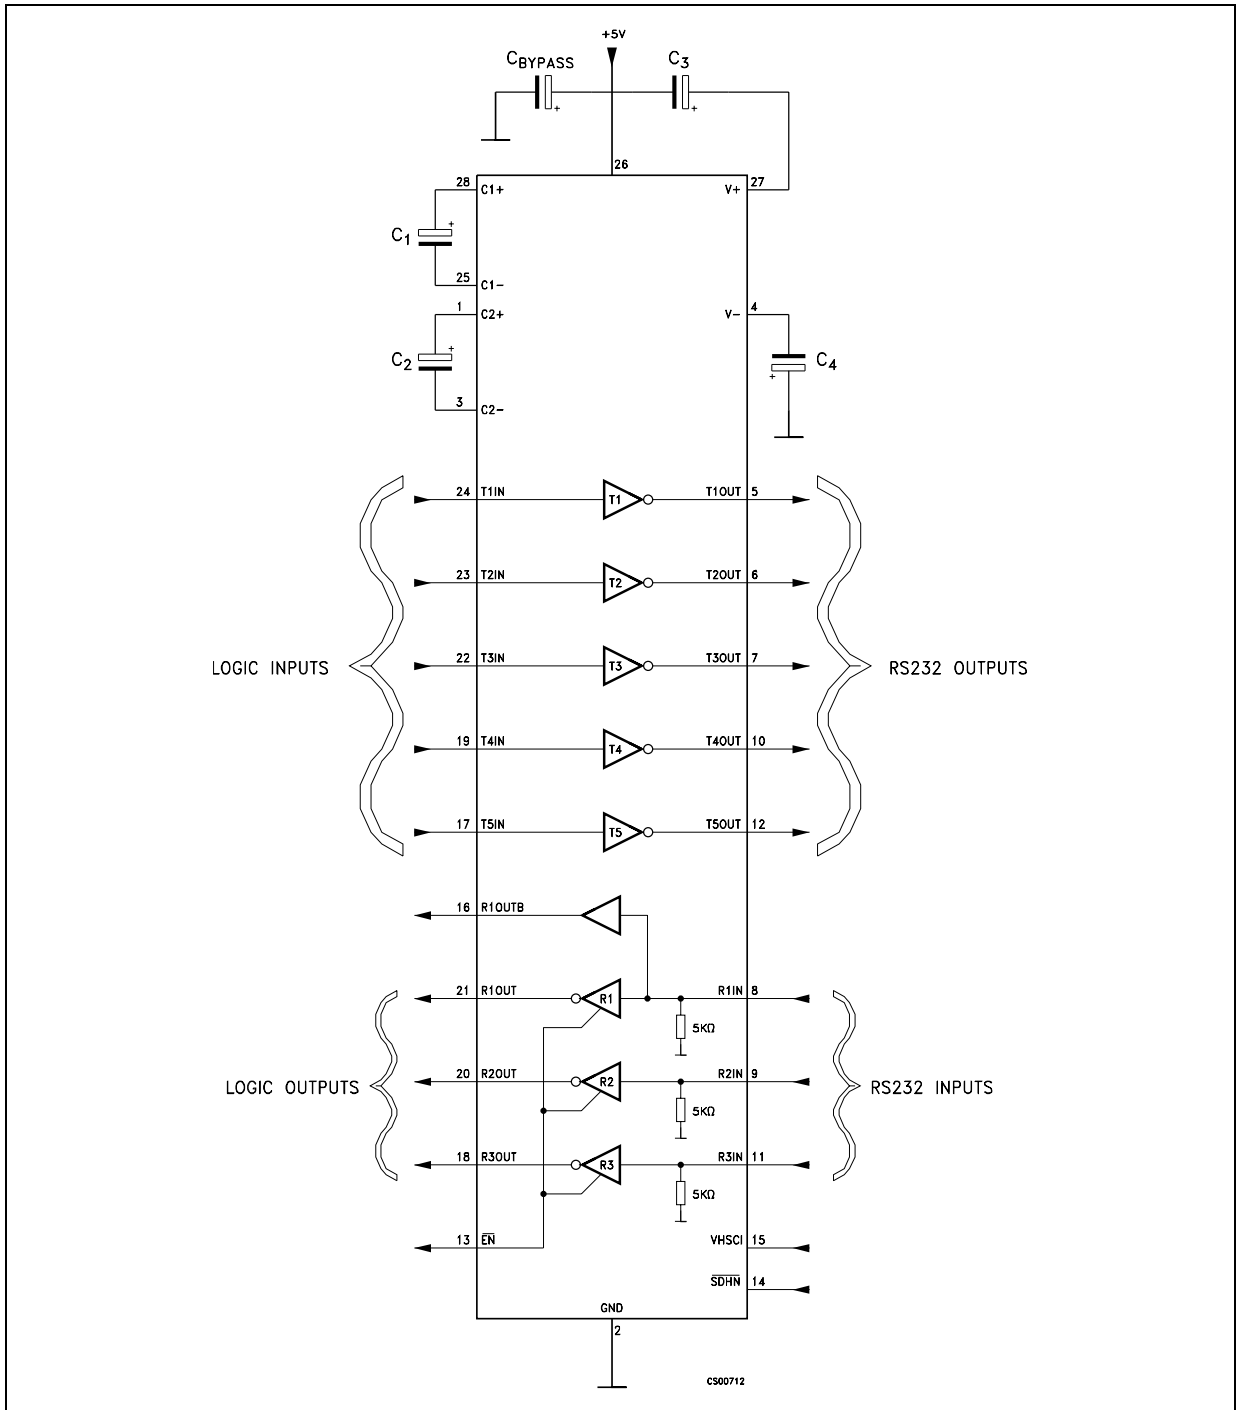 +5V
CBYPASS
C3
26
28
C1+
V+
27
C1
25
C1-
1
C2+
V-
4
C2
C4
3
C2-
24
T1IN
T1
T1OUT
5
23
T2IN
T2
T2OUT
6
LOGIC INPUTS
22
T3IN
T3
T3OUT
7
RS232 OUTPUTS
19
T4IN
T4
T4OUT
10
17
T5IN
T5
T5OUT
12
16
R1OUTB
21
R1OUT
R1
R1IN
8
5KΩ
LOGIC OUTPUTS
20
R2OUT
R2
R2IN
9
RS232 INPUTS
5KΩ
18
R3OUT
R3
R3IN
11
5KΩ
13
EN
VHSCI
15
SDHN
14
GND
2
CS00712